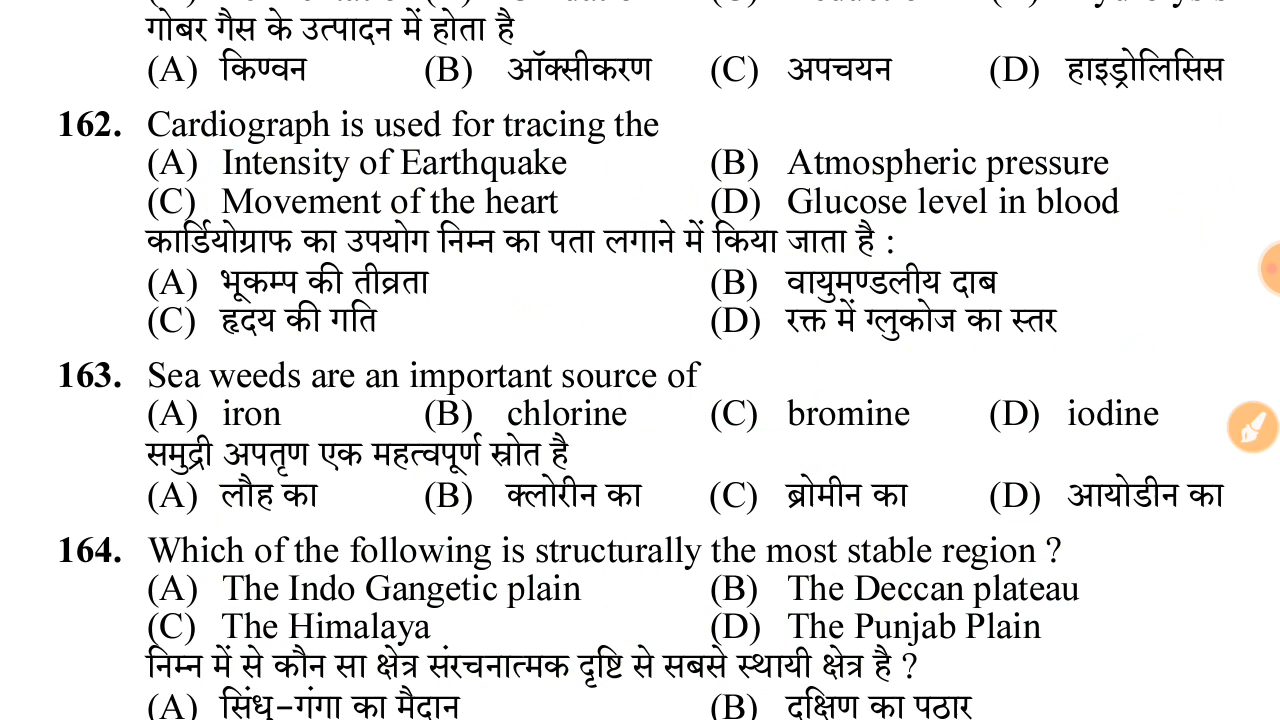 गोबर गैस के उत्पादन में होता है
(A) किण्वन (B) ऑक्सीकरण (C) अपचयन (D) हाइड्रोलिसिस
162. Cardiograph is used for tracing the
(A) Intensity of Earthquake (B) Atmospheric pressure
(C) Movement of the heart (D) Glucose level in blood
कार्डियोग्राफ का उपयोग निम्न का पता लगाने में किया जाता है :
(A) भूकम्प की तीव्रता (B) वायुमण्डलीय दाब
(C) हृदय की गति (D) रक्त में ग्लुकोज का स्तर
163. Sea weeds are an important source of
(A) iron (B) chlorine (C) bromine (D) iodine
समुद्री अपतृण एक महत्वपूर्ण स्रोत है
(A) लौह का (B) क्लोरीन का (C) ब्रोमीन का (D) आयोडीन का
164. Which of the following is structurally the most stable region ?
(A) The Indo Gangetic plain (B) The Deccan plateau
(C) The Himalaya (D) The Punjab Plain
निम्न में से कौन सा क्षेत्र संरचनात्मक दृष्टि से सबसे स्थायी क्षेत्र है ?
(A) सिंधु-गंगा का मैदान (B) दक्षिण का पठार